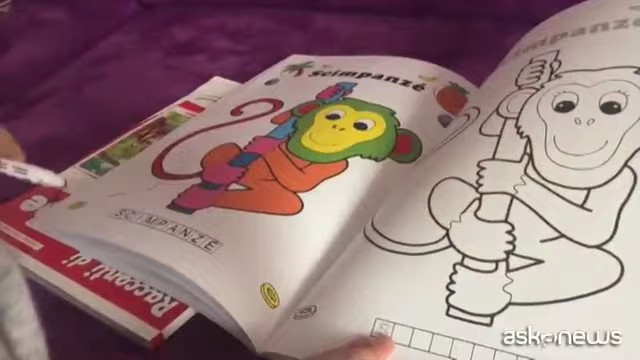 scimpanzé
scimpanzé
SCIMPANZÉ
S
Racconti di
askanews